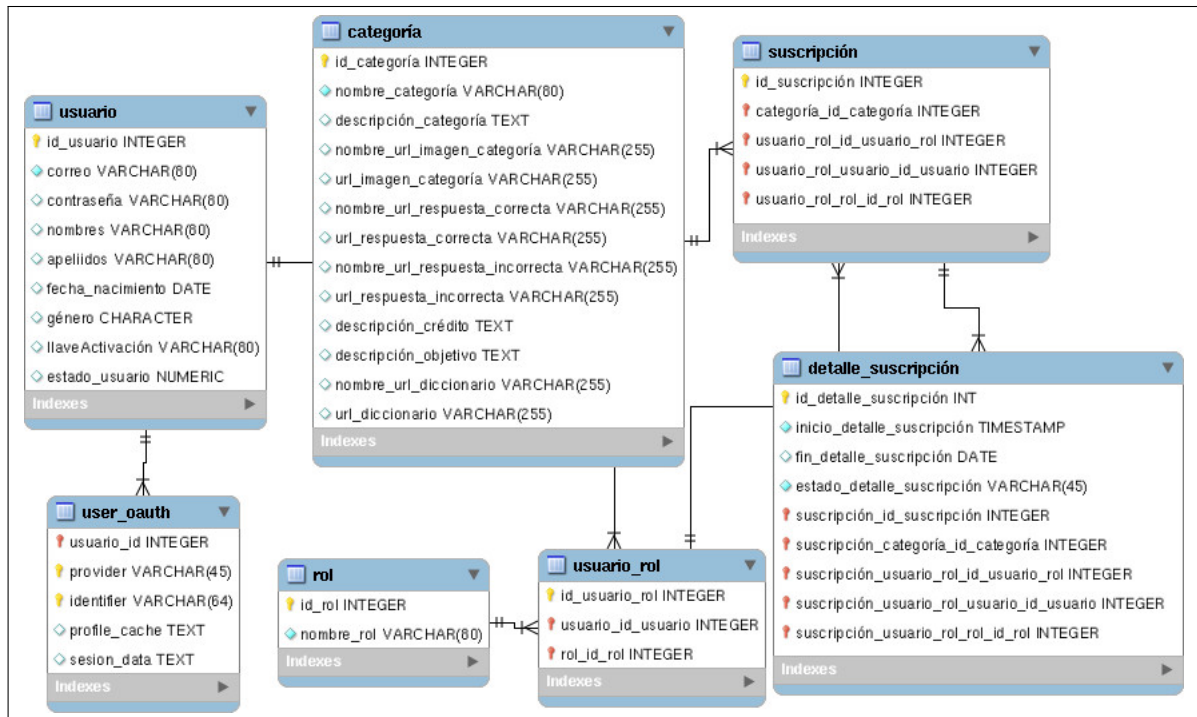 categoría
id_categoría INTEGER
nombre_categoría VARCHAR(80)
descripción_categoría TEXT
nombre_url_imagen_categoría VARCHAR(255)
url_imagen_categoría VARCHAR(255)
nombre_url_respuesta_correcta VARCHAR(255)
url_respuesta_correcta VARCHAR(255)
nombre_url_respuesta_incorrecta VARCHAR(255)
url_respuesta_incorrecta VARCHAR(255)
descripción_crédito TEXT
descripción_objetivo TEXT
nombre_url_diccionario VARCHAR(255)
url_diccionario VARCHAR(255)
Indexes
suscripción
id_suscripción INTEGER
categoría_id_categoría INTEGER
usuario_rol_id_usuario_rol INTEGER
usuario_rol_usuario_id_usuario INTEGER
usuario_rol_rol_id_rol INTEGER
Indexes
usuario
id_usuario INTEGER
correo VARCHAR(80)
contraseña VARCHAR(80)
nombres VARCHAR(80)
apeliidos VARCHAR(80)
fecha_nacimiento DATE
género CHARACTER
llaveActivación VARCHAR(80)
estado_usuario NUMERIC
Indexes
detalle_suscripción
id_detalle_suscripción INT
inicio_detalle_suscripción TIMESTAMP
fin_detalle_suscripción DATE
estado_detalle_suscripción VARCHAR(45)
suscripción_id_suscripción INTEGER
suscripción_categoría_id_categoría INTEGER
suscripción_usuario_rol_id_usuario_rol INTEGER
suscripción_usuario_rol_usuario_id_usuario INTEGER
suscripción_usuario_rol_rol_id_rol INTEGER
Indexes
user_oauth
usuario_id INTEGER
provider VARCHAR(45)
identifier VARCHAR(64)
profile_cache TEXT
sesion_data TEXT
Indexes
rol
id_rol INTEGER
nombre_rol VARCHAR(80)
Indexes
usuario_rol
id_usuario_rol INTEGER
usuario_id_usuario INTEGER
rol_id_rol INTEGER
Indexes